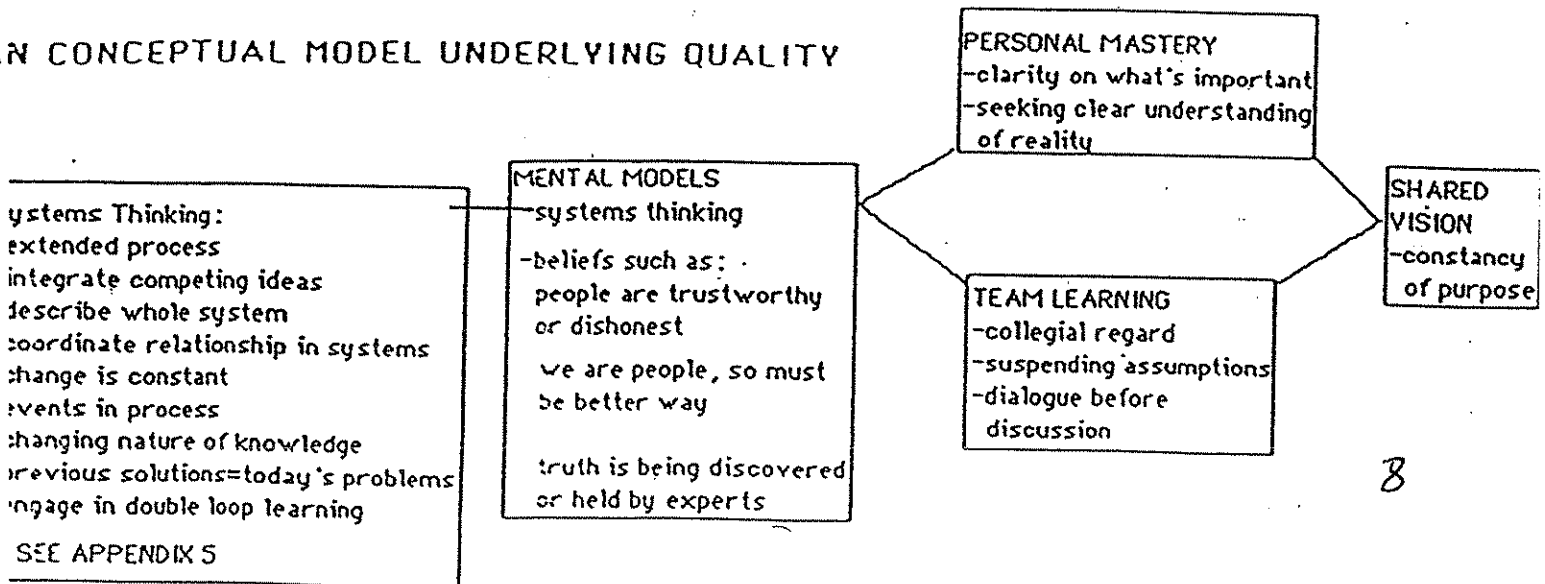 N CONCEPTUAL MODEL UNDERLYING QUALITY
ystems Thinking:
extended process
integrate competing ideas
describe whole system
coordinate relationship in systems
change is constant
events in process
changing nature of knowledge
previous solutions=today's problems
engage in double loop learning
SEE APPENDIX 5
MENTAL MODELS
-systems thinking
-beliefs such as:
people are trustworthy
or dishonest
we are people, so must
be better way
truth is being discovered
or held by experts
PERSONAL MASTERY
-clarity on what's important
-seeking clear understanding
of reality
TEAM LEARNING
-collegial regard
-suspending assumptions
-dialogue before
discussion
SHARED
VISION
-constancy
of purpose
8